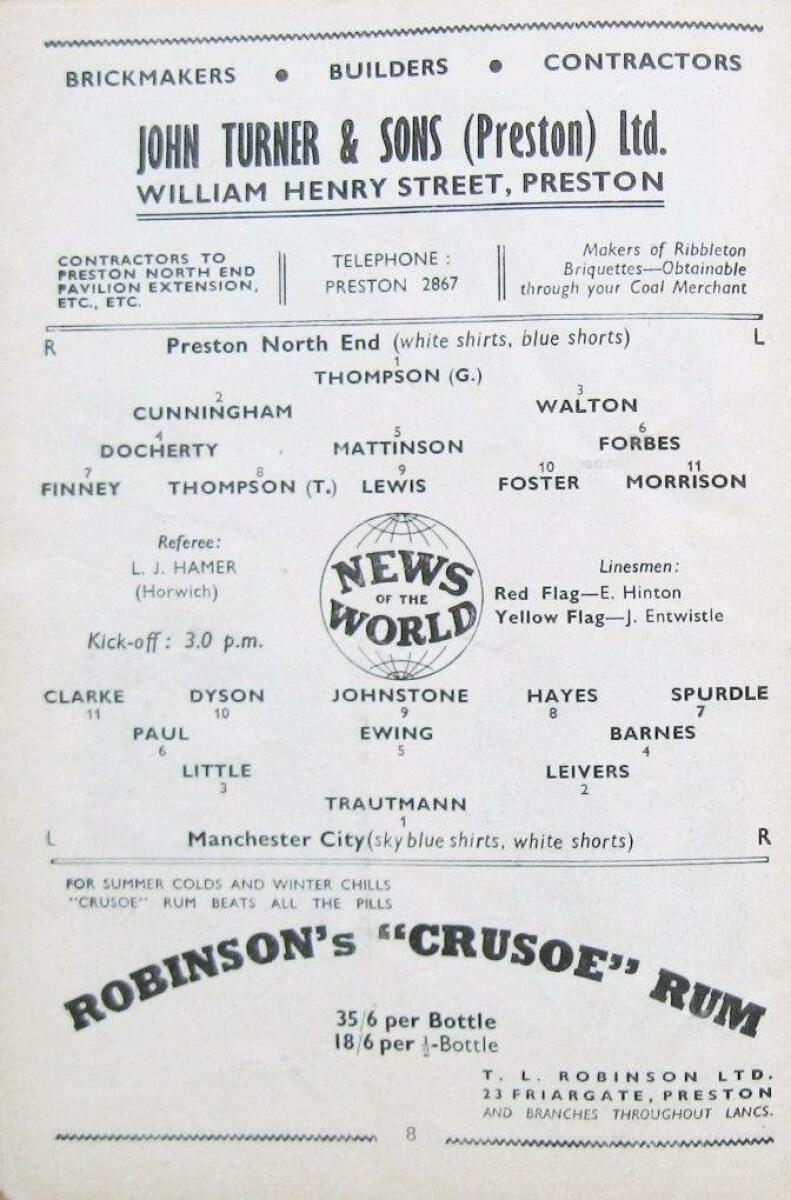 BRICKMAKERS • BUILDERS • CONTRACTORS
JOHN TURNER & SONS (Preston) Ltd.
WILLIAM HENRY STREET, PRESTON
CONTRACTORS TO
PRESTON NORTH END
PAVILION EXTENSION,
ETC., ETC.
TELEPHONE :
PRESTON 2867
Makers of Ribbleton
Briquettes—Obtainable
through your Coal Merchant
R Preston North End (white shirts, blue shorts) L
1
THOMPSON (G.)
2 3
CUNNINGHAM WALTON
4 5 6
DOCHERTY MATTINSON FORBES
7 8 9 10 11
FINNEY THOMPSON (T.) LEWIS FOSTER MORRISON
Referee:
L. J. HAMER
(Horwich)
Kick-off : 3.0 p.m.
NEWS
OF THE
WORLD
Linesmen:
Red Flag—E. Hinton
Yellow Flag—J. Entwistle
CLARKE DYSON JOHNSTONE HAYES SPURDLE
11 10 9 8 7
PAUL EWING BARNES
6 5 4
LITTLE LEIVERS
3 2
TRAUTMANN
1
L Manchester City (sky blue shirts, white shorts) R
FOR SUMMER COLDS AND WINTER CHILLS
"CRUSOE" RUM BEATS ALL THE PILLS
ROBINSON's "CRUSOE" RUM
35/6 per Bottle
18/6 per ½-Bottle
T. L. ROBINSON LTD.
23 FRIARGATE, PRESTON
AND BRANCHES THROUGHOUT LANCS.
8